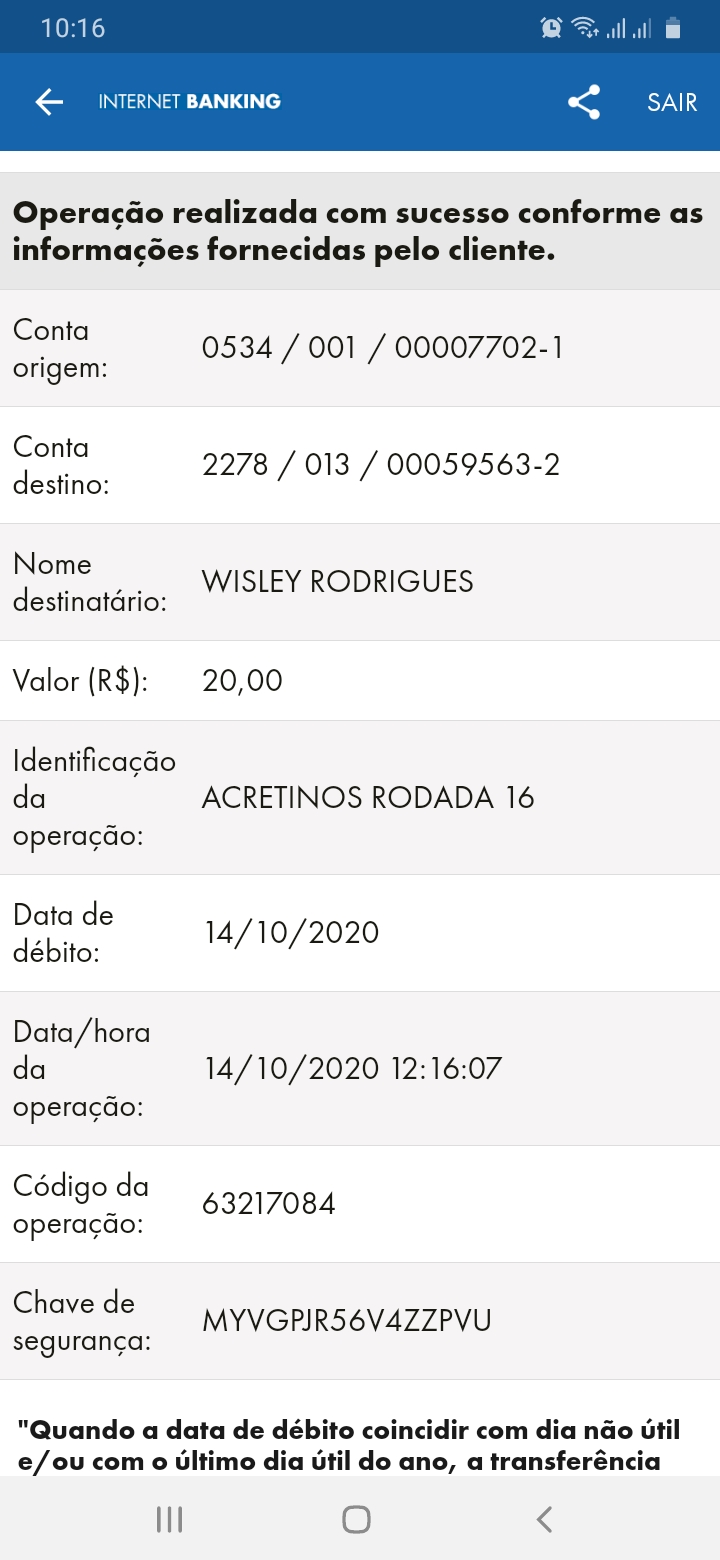 10:16
INTERNET BANKING
SAIR
Operação realizada com sucesso conforme as
informações fornecidas pelo cliente.
Conta
origem:
0534 / 001 / 00007702-1
Conta
destino:
2278 / 013 / 00059563-2
Nome
destinatário:
WISLEY RODRIGUES
Valor (R$):
20,00
Identificação
da
operação:
ACRETINOS RODADA 16
Data de
débito:
14/10/2020
Data/hora
da
operação:
14/10/2020 12:16:07
Código da
operação:
63217084
Chave de
segurança:
MYVGPJR56V4ZZPVU
"Quando a data de débito coincidir com dia não útil
e/ou com o último dia útil do ano, a transferência